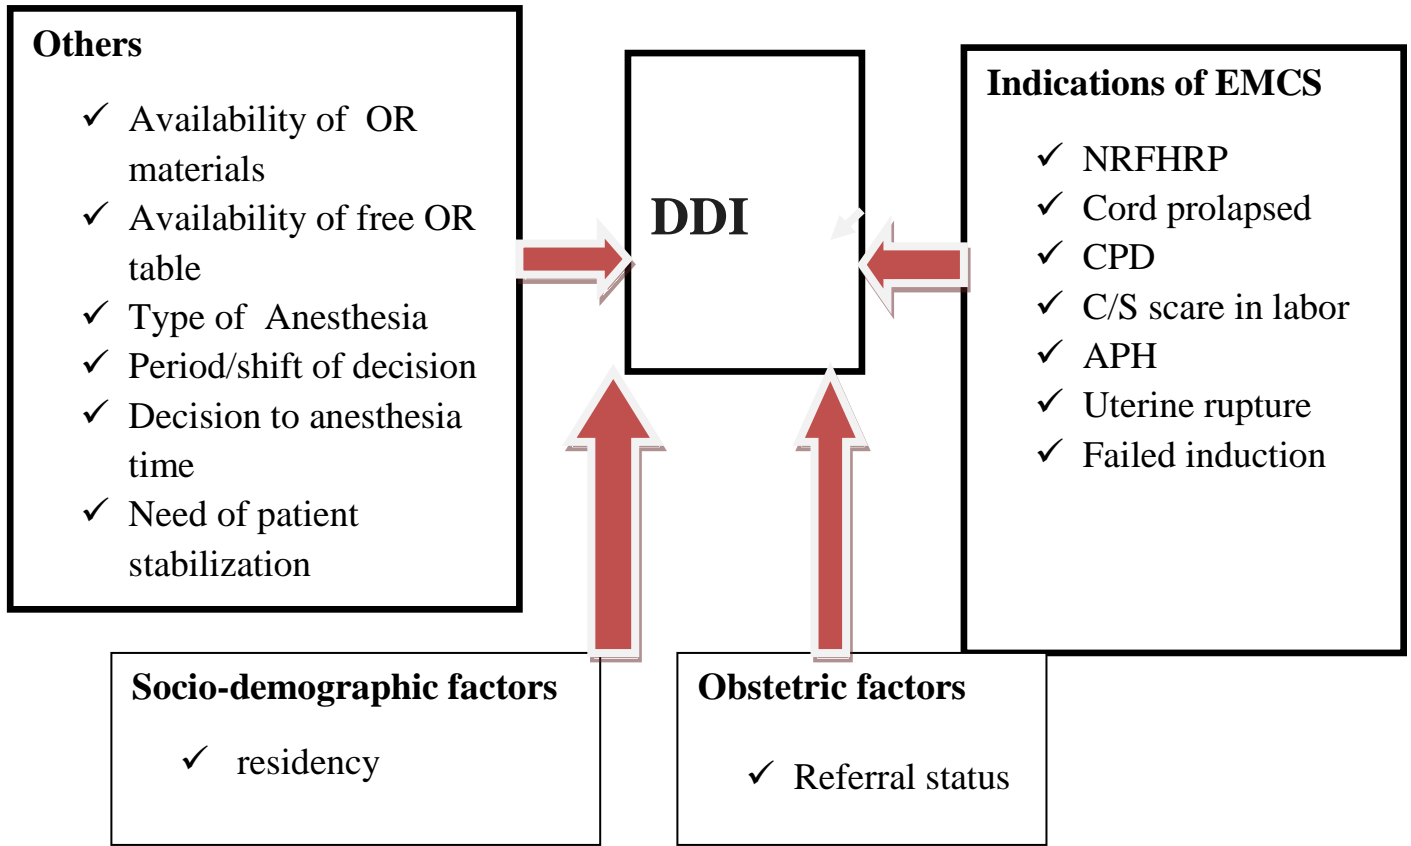 Others
✓ Availability of OR
materials
✓ Availability of free OR
table
✓ Type of Anesthesia
✓ Period/shift of decision
✓ Decision to anesthesia
time
✓ Need of patient
stabilization
DDI
Indications of EMCS
✓ NRFHRP
✓ Cord prolapsed
✓ CPD
✓ C/S scare in labor
✓ APH
✓ Uterine rupture
✓ Failed induction
Socio-demographic factors
✓ residency
Obstetric factors
✓ Referral status